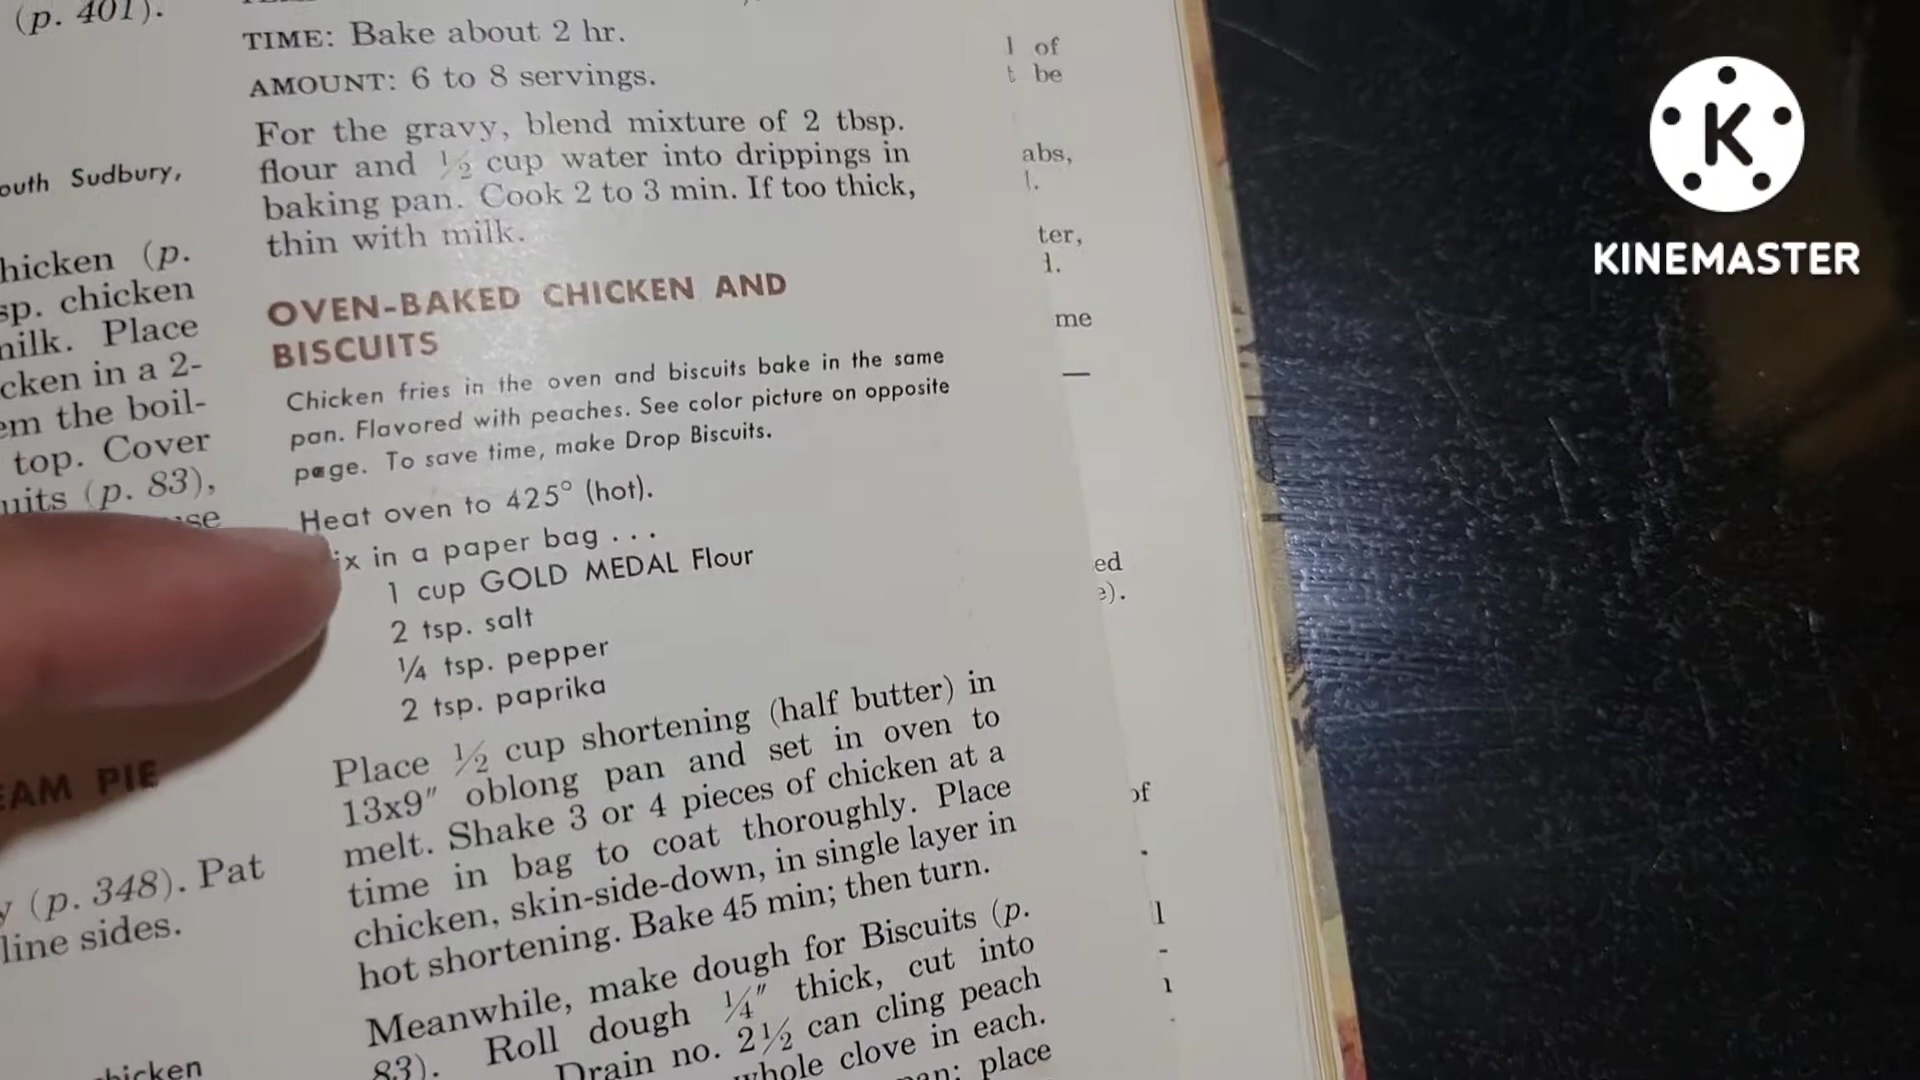 (p. 401).
outh Sudbury,
hicken (p.
sp. chicken
milk. Place
cken in a 2-
em the boil-
top. Cover
uits (p. 83),
use
EAM PIE
y (p. 348). Pat
line sides.
hicken
TIME: Bake about 2 hr.
AMOUNT: 6 to 8 servings.
For the gravy, blend mixture of 2 tbsp.
flour and ½ cup water into drippings in
baking pan. Cook 2 to 3 min. If too thick,
thin with milk.
OVEN-BAKED CHICKEN AND
BISCUITS
Chicken fries in the oven and biscuits bake in the same
pan. Flavored with peaches. See color picture on opposite
page. To save time, make Drop Biscuits.
Heat oven to 425° (hot).
ix in a paper bag . . .
1 cup GOLD MEDAL Flour
2 tsp. salt
¼ tsp. pepper
2 tsp. paprika
Place ½ cup shortening (half butter) in
13x9″ oblong pan and set in oven to
melt. Shake 3 or 4 pieces of chicken at a
time in bag to coat thoroughly. Place
chicken, skin-side-down, in single layer in
hot shortening. Bake 45 min; then turn.
Meanwhile, make dough for Biscuits (p.
83). Roll dough ¼″ thick, cut into
Drain no. 2½ can cling peach
whole clove in each.
place
l of
t be
abs,
l.
ter,
me
—
ed
e).
of
K
KINEMASTER